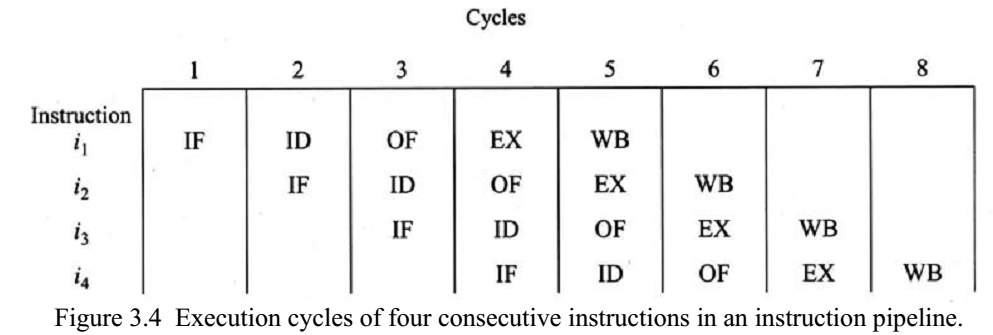 Cycles
1 2 3 4 5 6 7 8
Instruction
i₁ IF ID OF EX WB
i₂ IF ID OF EX WB
i₃ IF ID OF EX WB
i₄ IF ID OF EX WB
Figure 3.4 Execution cycles of four consecutive instructions in an instruction pipeline.